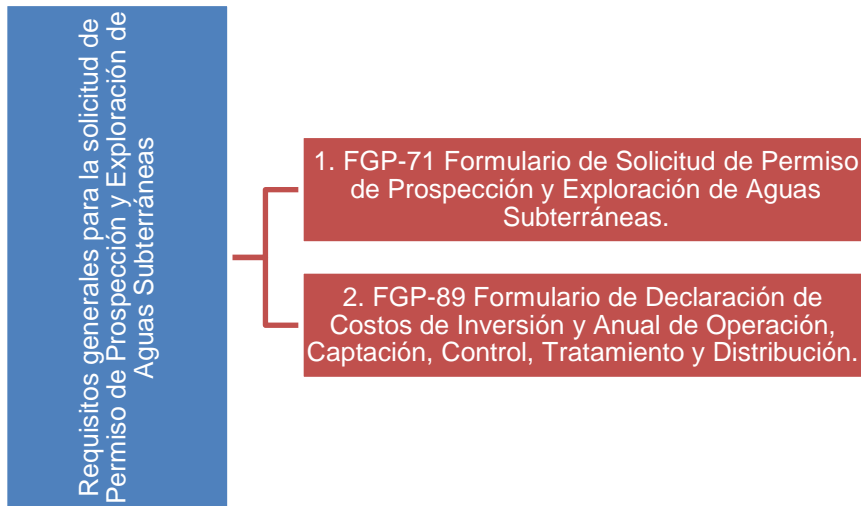 Requisitos generales para la solicitud de
Permiso de Prospección y Exploración de
Aguas Subterráneas
1. FGP-71 Formulario de Solicitud de Permiso
de Prospección y Exploración de Aguas
Subterráneas.
2. FGP-89 Formulario de Declaración de
Costos de Inversión y Anual de Operación,
Captación, Control, Tratamiento y Distribución.